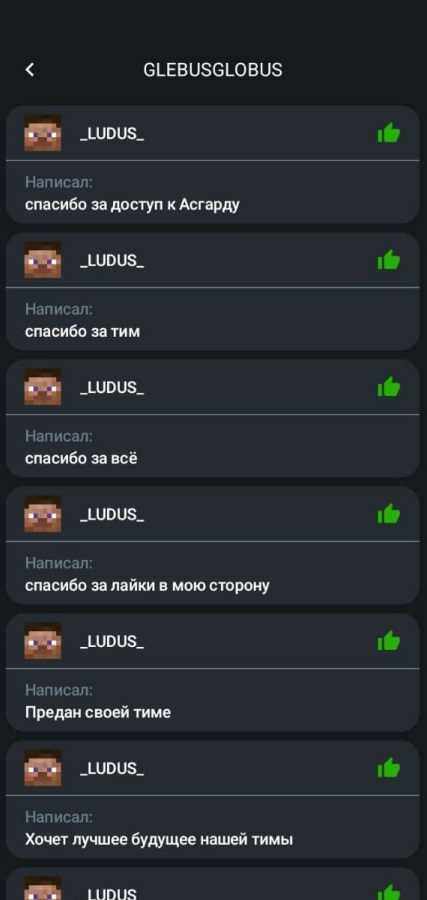 GLEBUSGLOBUS
_LUDUS_
Написал:
спасибо за доступ к Асгарду
_LUDUS_
Написал:
спасибо за тим
_LUDUS_
Написал:
спасибо за всё
_LUDUS_
Написал:
спасибо за лайки в мою сторону
_LUDUS_
Написал:
Предан своей тиме
_LUDUS_
Написал:
Хочет лучшее будущее нашей тимы
_LUDUS_